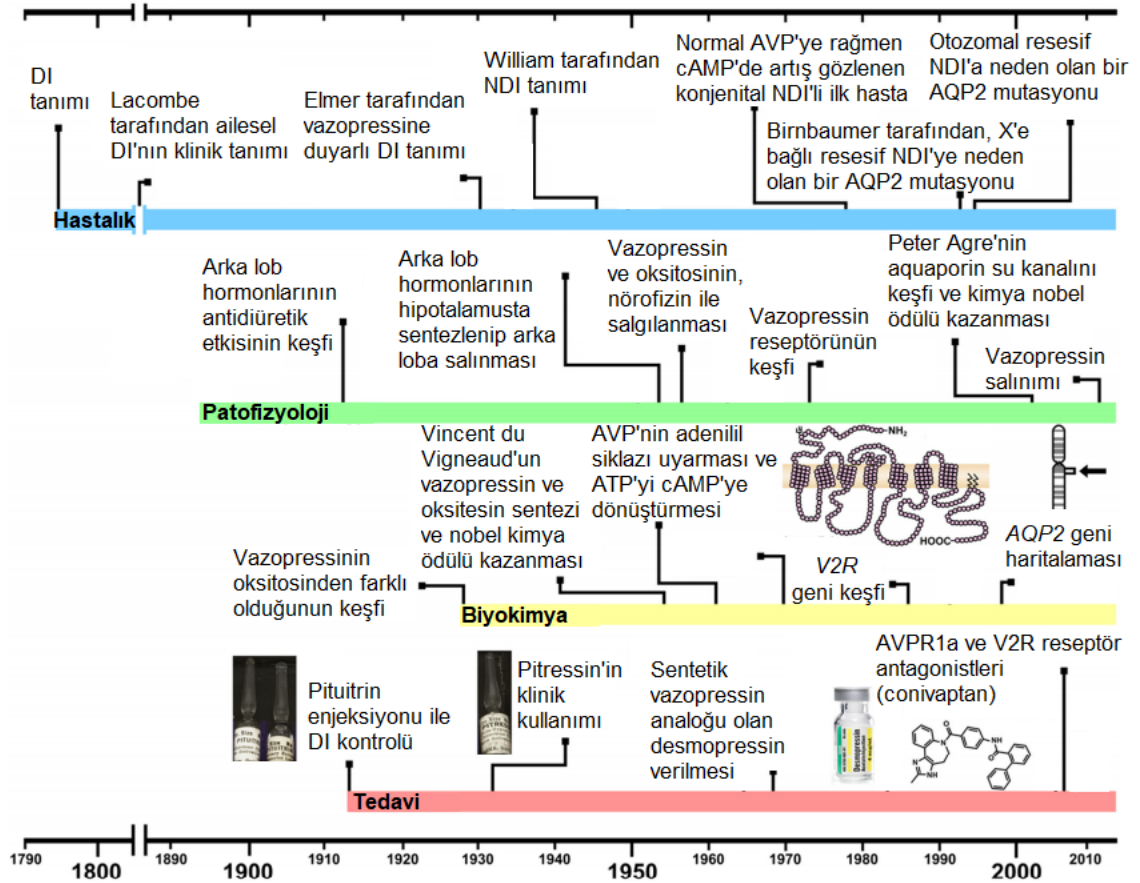 DI
tanımı
Lacombe
tarafından ailesel
DI'nın klinik tanımı
Elmer tarafından
vazopressine
duyarlı DI tanımı
William tarafından
NDI tanımı
Normal AVP'ye rağmen
cAMP'de artış gözlenen
konjenital NDI'li ilk hasta
Otozomal resesif
NDI'a neden olan bir
AQP2 mutasyonu
Birnbaumer tarafından, X'e
bağlı resesif NDI'ye neden
olan bir AQP2 mutasyonu
Hastalık
Arka lob
hormonlarının
antidiüretik
etkisinin keşfi
Arka lob
hormonlarının
hipotalamusta
sentezlenip arka
loba salınması
Vazopressin
ve oksitosinin,
nörofizin ile
salgılanması
Vazopressin
reseptörünün
keşfi
Peter Agre'nin
aquaporin su kanalını
keşfi ve kimya nobel
ödülü kazanması
Vazopressin
salınımı
Patofizyoloji
Vazopressinin
oksitosinden farklı
olduğunun keşfi
Vincent du
Vigneaud'un
vazopressin ve
oksitesin sentezi
ve nobel kimya
ödülü kazanması
AVP'nin adenilil
siklazı uyarması ve
ATP'yi cAMP'ye
dönüştürmesi
NH2
HOOC
V2R
geni keşfi
AQP2 geni
haritalaması
Biyokimya
Pituitrin
enjeksiyonu ile
DI kontrolü
Pitressin'in
klinik
kullanımı
Sentetik
vazopressin
analoğu olan
desmopressin
verilmesi
Desmopressin
AVPR1a ve V2R reseptör
antagonistleri
(conivaptan)
O
N
NH
O
N
Me
NH
Tedavi
1790
1800
1890
1900
1910
1920
1930
1940
1950
1960
1970
1980
1990
2000
2010